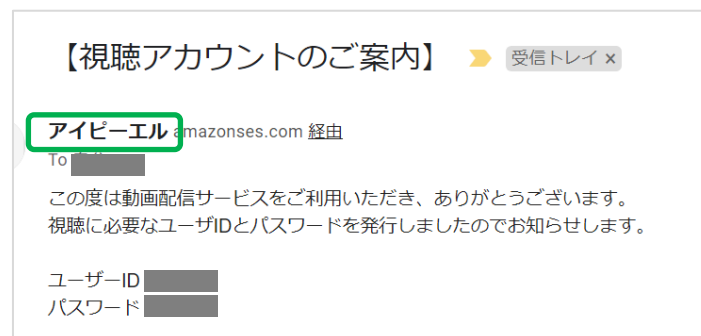 【視聴アカウントのご案内】 受信トレイ x
アイピーエル amazonses.com 経由
To
この度は動画配信サービスをご利用いただき、ありがとうございます。
視聴に必要なユーザIDとパスワードを発行しましたのでお知らせします。
ユーザーID
パスワード